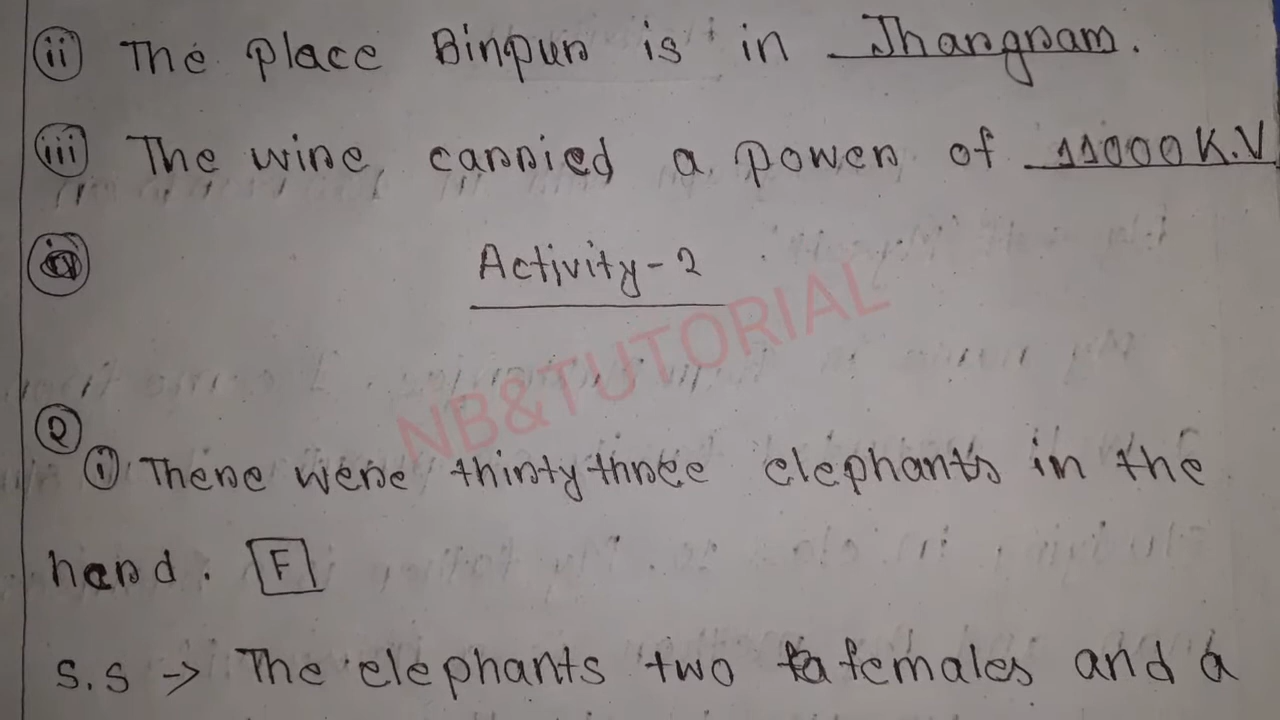 ii The place Binpur is in Jhargram.
iii The wire carried a power of 11000K.V
Activity-2
NB&TUTORIAL
2
i There were thirty three elephants in the
herd. F
S.S → The elephants two females and a